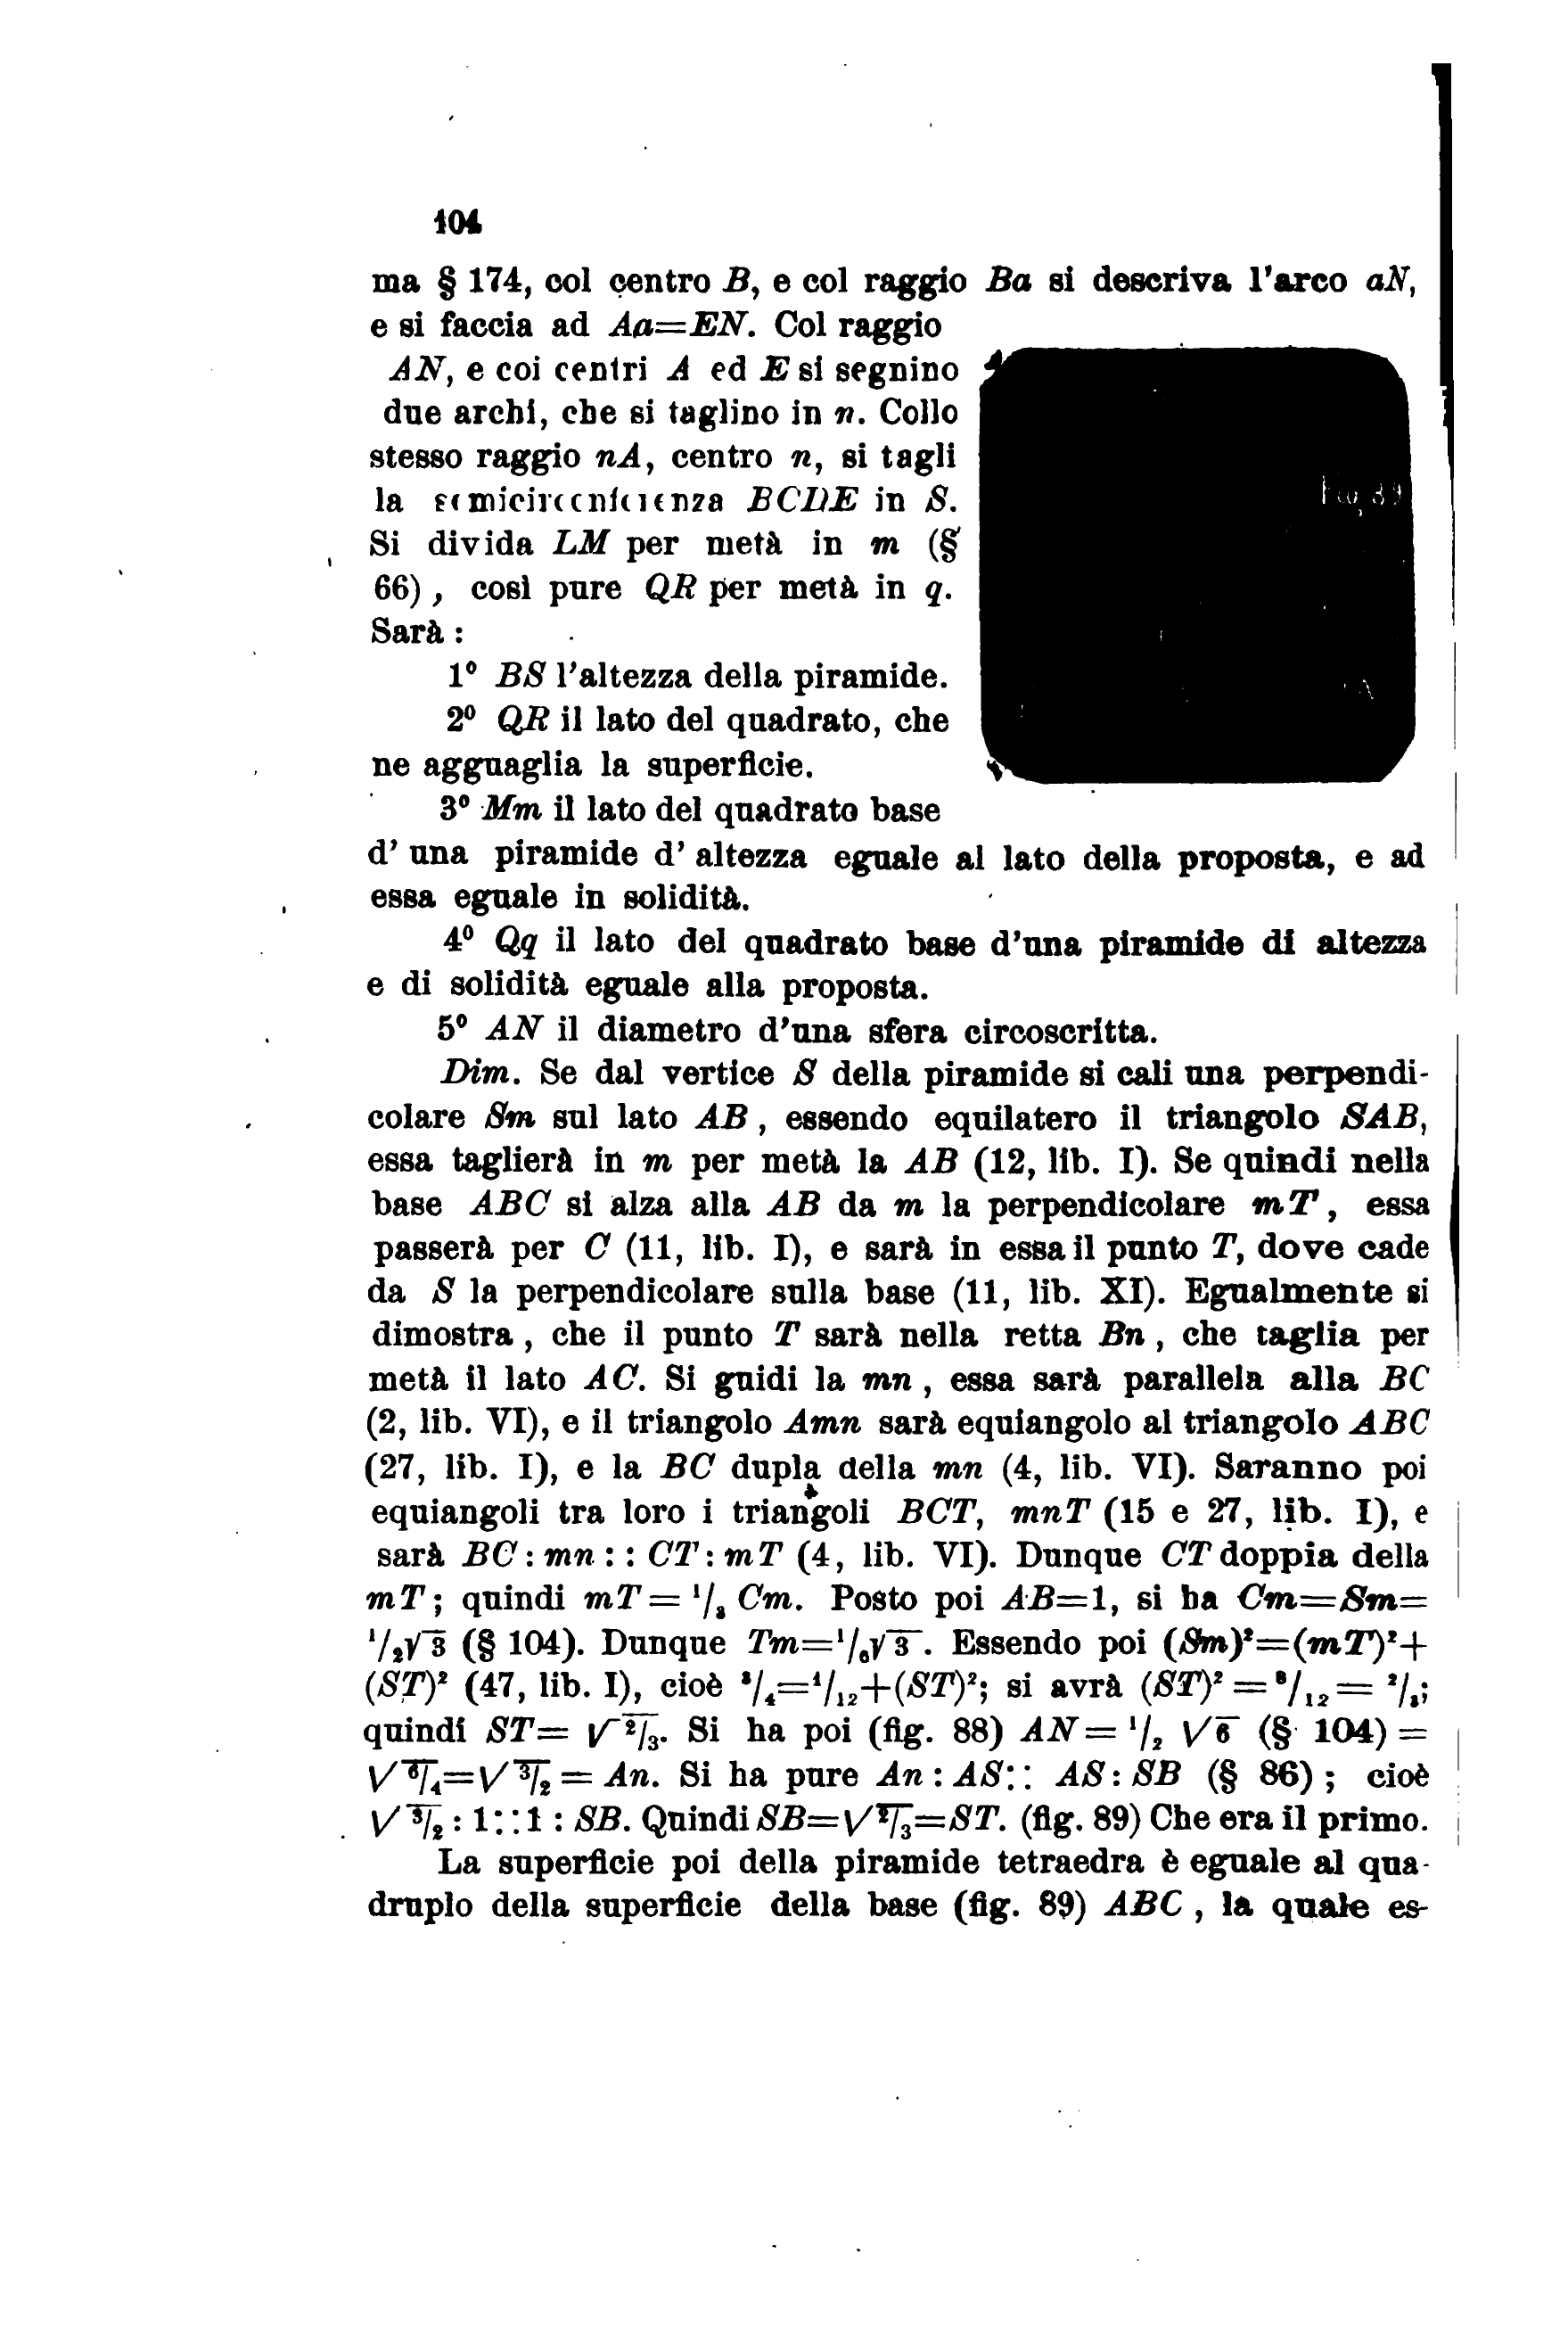 104
ma § 174, col centro B, e col raggio Ba si descriva l'arco aN,
e si faccia ad Aa=EN. Col raggio
AN, e coi centri A ed E si segnino
due archi, che si taglino in n. Collo
stesso raggio nA, centro n, si tagli
la semicirconferenza BCDE in S.
Si divida LM per metà in m (§
66), così pure QR per metà in q.
Sarà:
1º BS l'altezza della piramide.
2º QR il lato del quadrato, che
ne agguaglia la superficie.
3º Mm il lato del quadrato base
d' una piramide d' altezza eguale al lato della proposta, e ad
essa eguale in solidità.
4º Qq il lato del quadrato base d'una piramide di altezza
e di solidità eguale alla proposta.
5º AN il diametro d'una sfera circoscritta.
Dim. Se dal vertice S della piramide si cali una perpendi-
colare Sm sul lato AB, essendo equilatero il triangolo SAB,
essa taglierà in m per metà la AB (12, lib. I). Se quindi nella
base ABC si alza alla AB da m la perpendicolare mT, essa
passerà per C (11, lib. I), e sarà in essa il punto T, dove cade
da S la perpendicolare sulla base (11, lib. XI). Egualmente si
dimostra, che il punto T sarà nella retta Bn, che taglia per
metà il lato AC. Si guidi la mn, essa sarà parallela alla BC
(2, lib. VI), e il triangolo Amn sarà equiangolo al triangolo ABC
(27, lib. I), e la BC dupla della mn (4, lib. VI). Saranno poi
equiangoli tra loro i triangoli BCT, mnT (15 e 27, lib. I), e
sarà BC : mn : : CT : mT (4, lib. VI). Dunque CT doppia della
mT; quindi mT = ¹/₃ Cm. Posto poi AB=1, si ha Cm=Sm=
¹/₂√3 (§ 104). Dunque Tm=¹/₆√3. Essendo poi (Sm)²=(mT)²+
(ST)² (47, lib. I), cioè ³/₄=¹/₁₂+(ST)²; si avrà (ST)² = ⁸/₁₂ = ²/₃;
quindi ST= √²/₃. Si ha poi (fig. 88) AN= ¹/₂ √6 (§ 104) =
√⁶/₄=√³/₂ = An. Si ha pure An : AS : : AS : SB (§ 86); cioè
√³/₂ : 1 : : 1 : SB. Quindi SB=√²/₃=ST. (fig. 89) Che era il primo.
La superficie poi della piramide tetraedra è eguale al qua-
druplo della superficie della base (fig. 89) ABC, la quale es-
Fig. 89
A